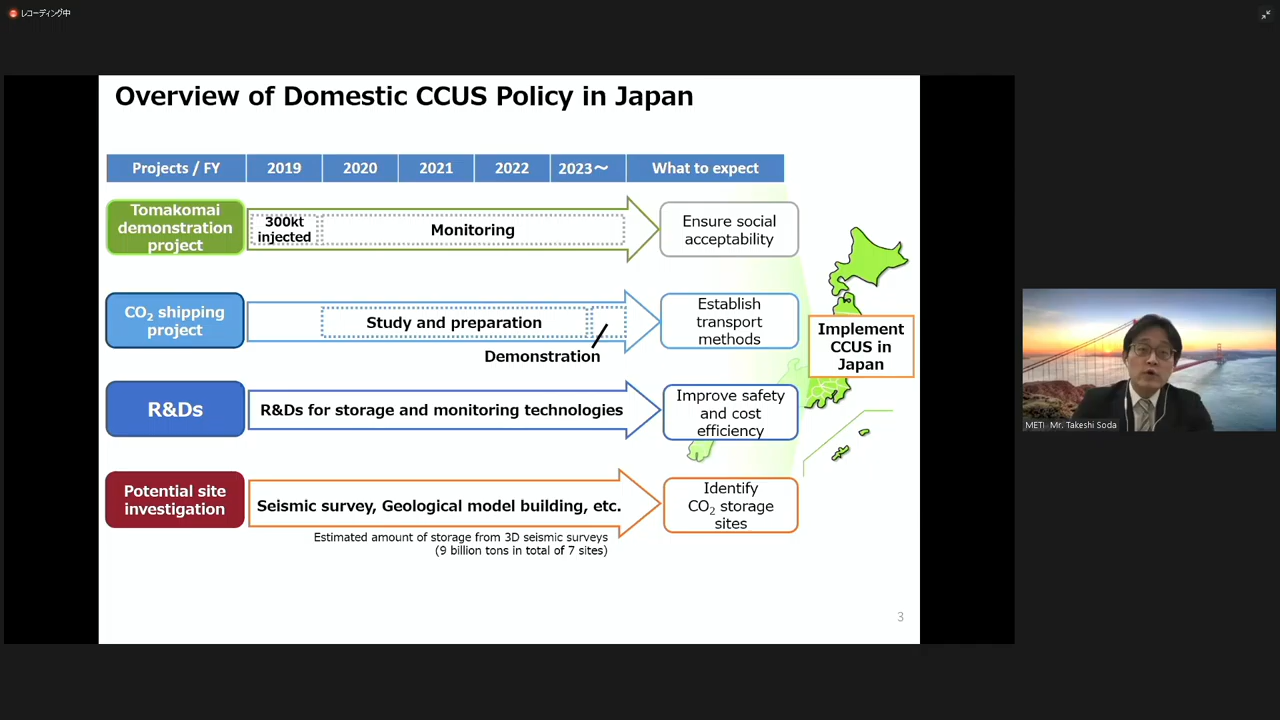 レコーディング中
Overview of Domestic CCUS Policy in Japan
Projects / FY 2019 2020 2021 2022 2023～ What to expect
Tomakomai
demonstration
project
300kt
injected
Monitoring
Ensure social
acceptability
CO₂ shipping
project
Study and preparation
Demonstration
Establish
transport
methods
Implement
CCUS in
Japan
R&Ds
R&Ds for storage and monitoring technologies
Improve safety
and cost
efficiency
Potential site
investigation
Seismic survey, Geological model building, etc.
Identify
CO₂ storage
sites
Estimated amount of storage from 3D seismic surveys
(9 billion tons in total of 7 sites)
3
METI Mr. Takeshi Soda